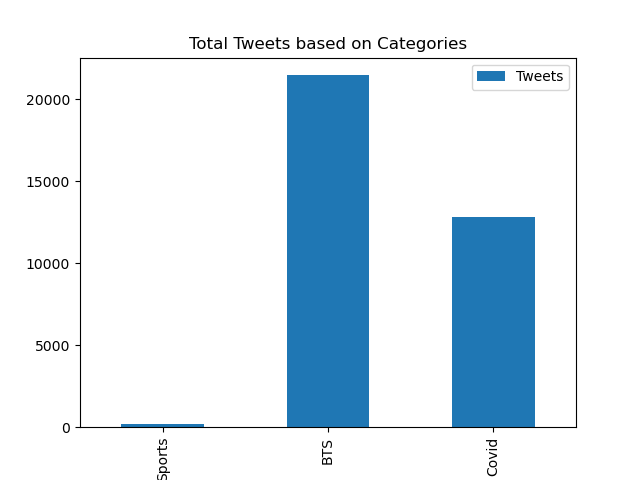 Total Tweets based on Categories
Tweets
20000
15000
10000
5000
0
Sports
BTS
Covid